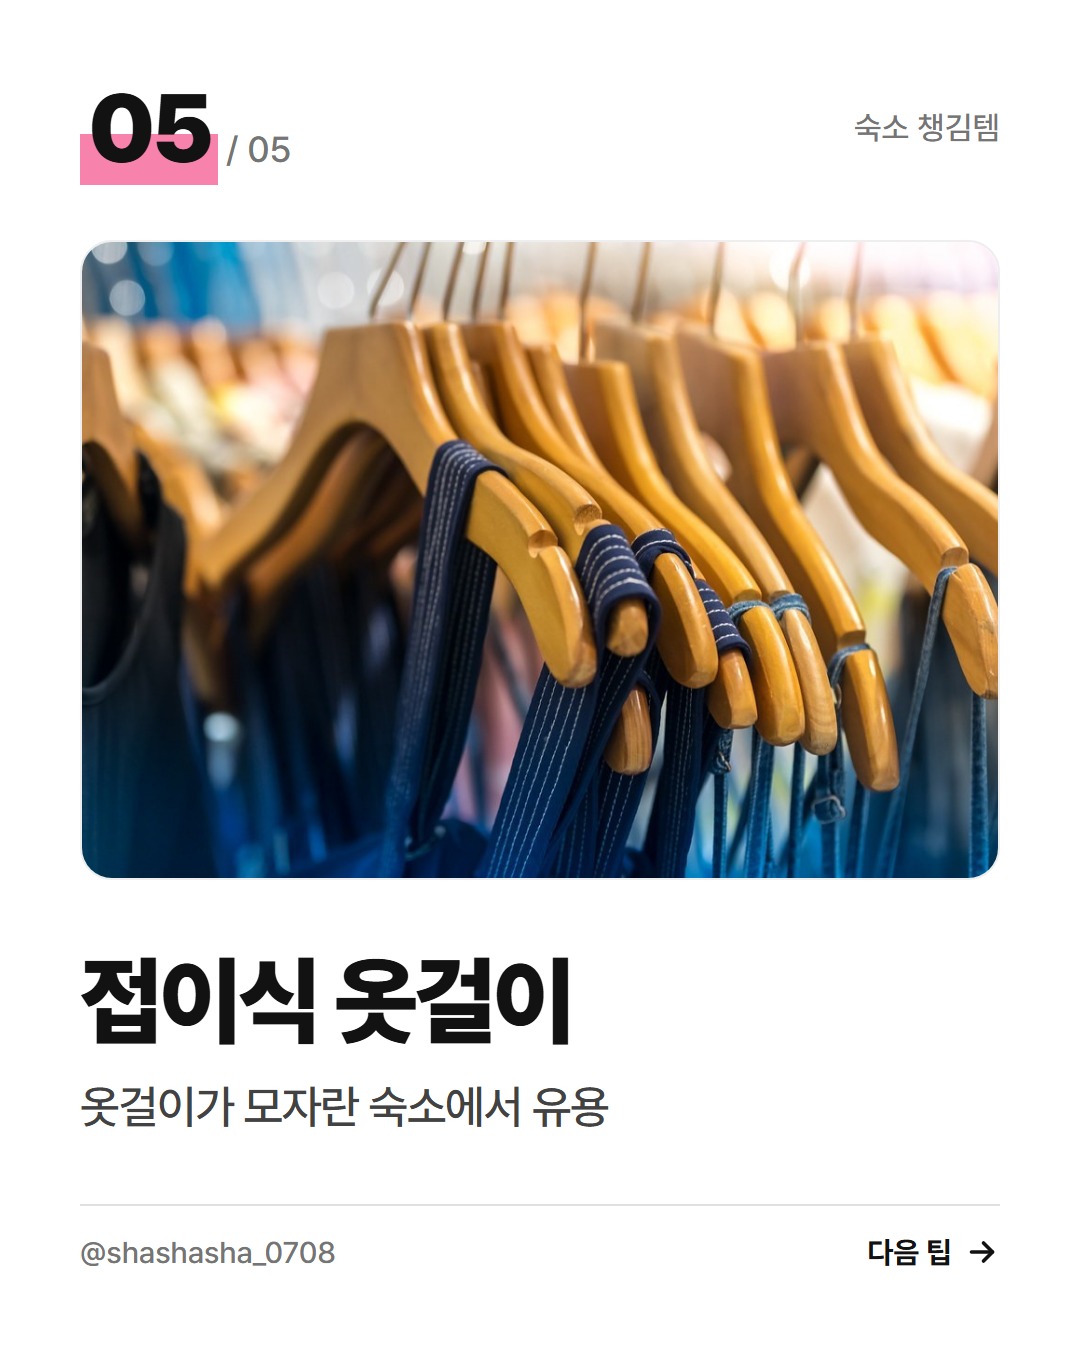 05 / 05
숙소 챙김템
접이식 옷걸이
옷걸이가 모자란 숙소에서 유용
@shashasha_0708
다음 팁 →